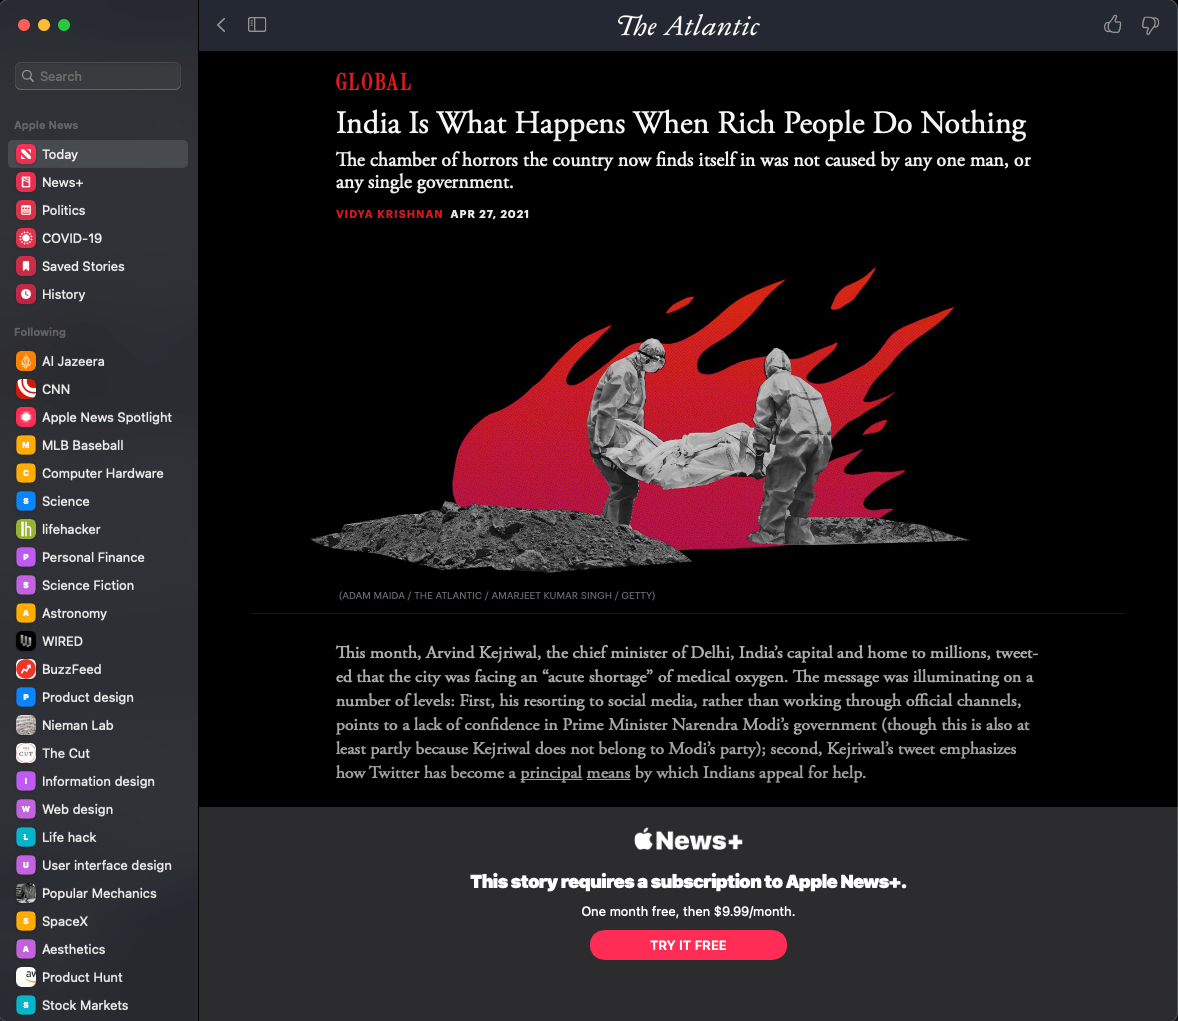 Search
Apple News
Today
News+
Politics
COVID-19
Saved Stories
History
Following
Al Jazeera
CNN
Apple News Spotlight
M
MLB Baseball
C
Computer Hardware
S
Science
lh
lifehacker
P
Personal Finance
S
Science Fiction
A
Astronomy
WIRED
BuzzFeed
P
Product design
Nieman Lab
THE CUT
The Cut
I
Information design
W
Web design
L
Life hack
U
User interface design
Popular Mechanics
S
SpaceX
A
Aesthetics
Product Hunt
S
Stock Markets
The Atlantic
GLOBAL
India Is What Happens When Rich People Do Nothing
The chamber of horrors the country now finds itself in was not caused by any one man, or
any single government.
VIDYA KRISHNAN APR 27, 2021
(ADAM MAIDA / THE ATLANTIC / AMARJEET KUMAR SINGH / GETTY)
This month, Arvind Kejriwal, the chief minister of Delhi, India’s capital and home to millions, tweet-
ed that the city was facing an “acute shortage” of medical oxygen. The message was illuminating on a
number of levels: First, his resorting to social media, rather than working through official channels,
points to a lack of confidence in Prime Minister Narendra Modi’s government (though this is also at
least partly because Kejriwal does not belong to Modi’s party); second, Kejriwal’s tweet emphasizes
how Twitter has become a principal means by which Indians appeal for help.
News+
This story requires a subscription to Apple News+.
One month free, then $9.99/month.
TRY IT FREE